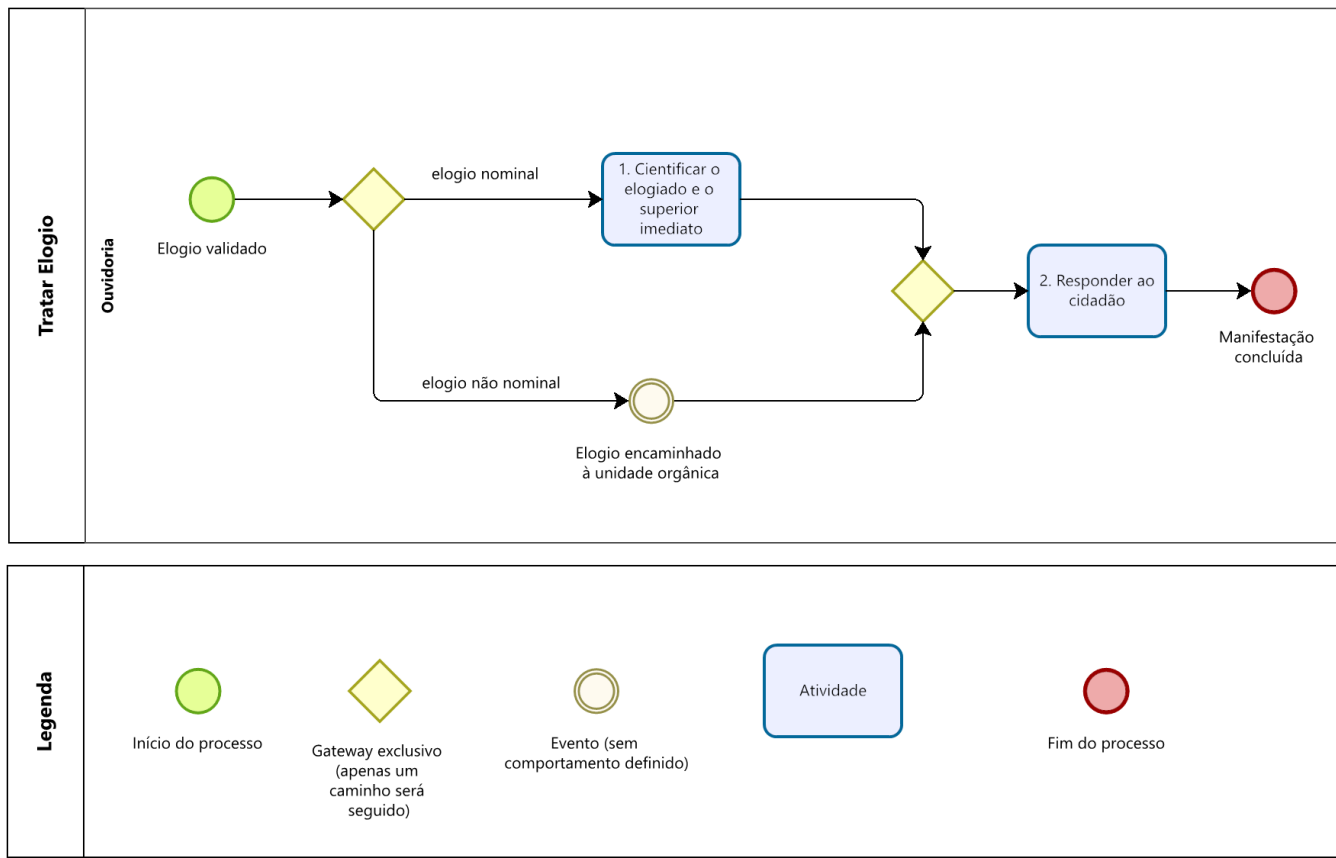 Tratar Elogio
Ouvidoria
Elogio validado
elogio nominal
1. Cientificar o
elogiado e o
superior
imediato
elogio não nominal
Elogio encaminhado
à unidade orgânica
2. Responder ao
cidadão
Manifestação
concluída
Legenda
Início do processo
Gateway exclusivo
(apenas um
caminho será
seguido)
Evento (sem
comportamento definido)
Atividade
Fim do processo